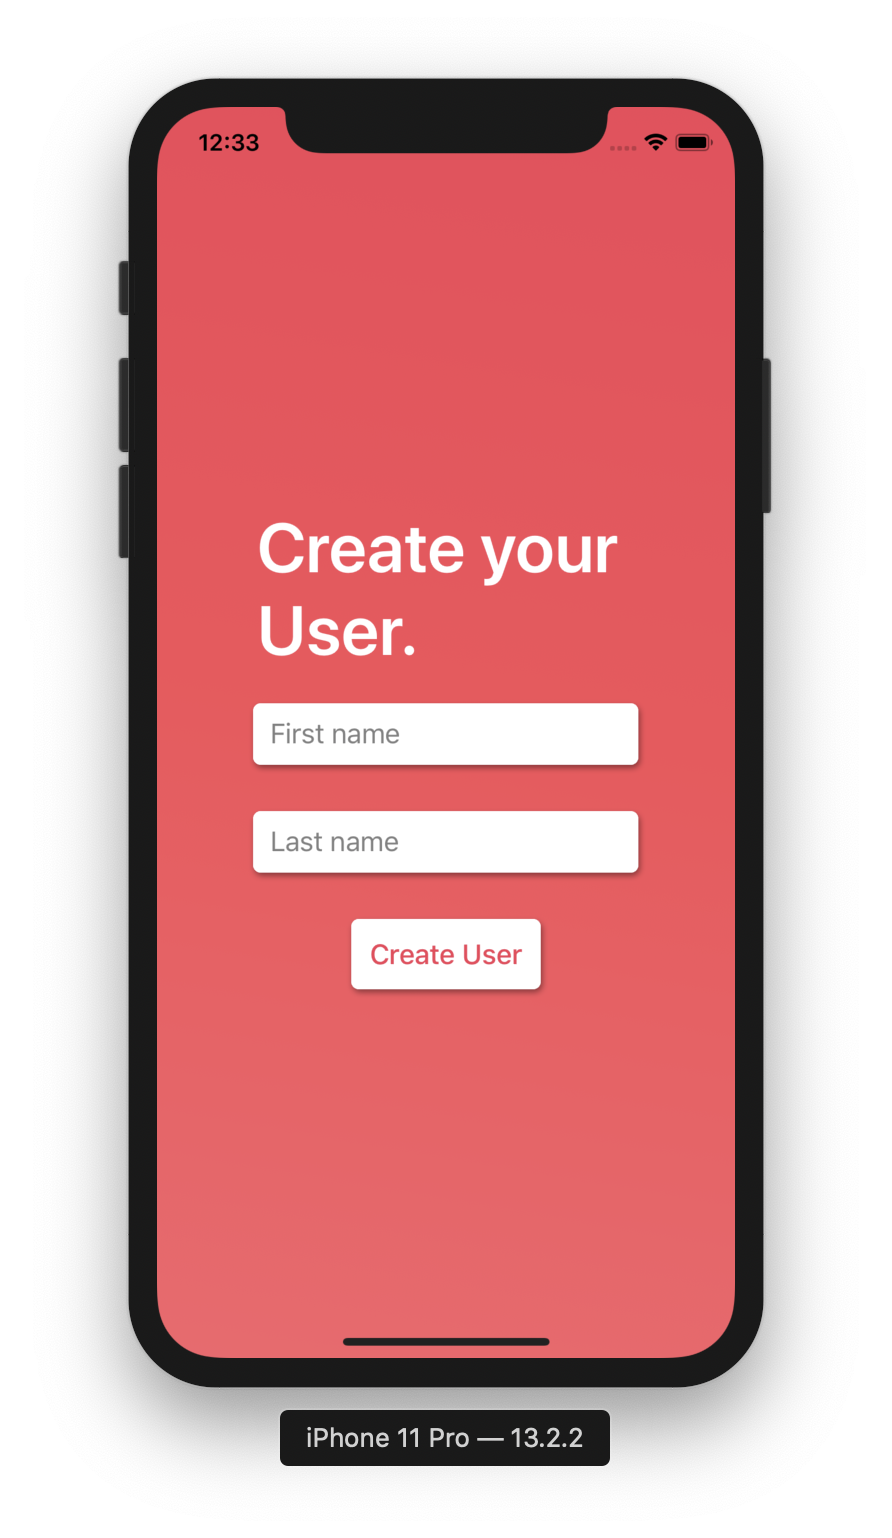 12:33
Create your
User.
First name
Last name
Create User
iPhone 11 Pro — 13.2.2